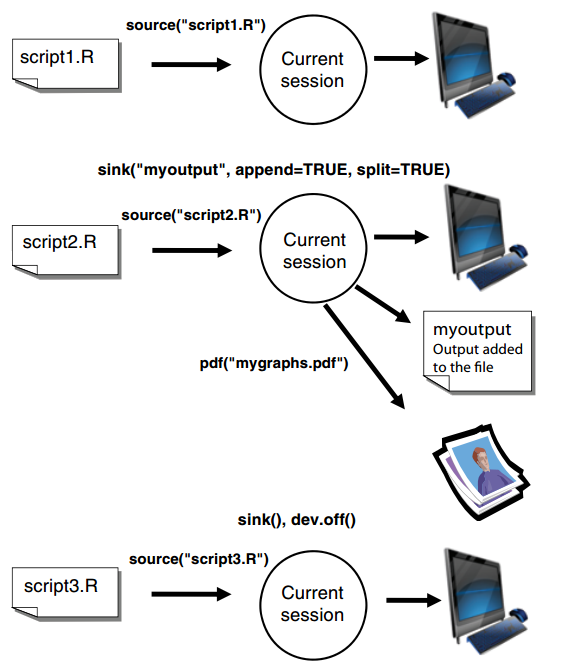 source("script1.R")
script1.R
Current
session
sink("myoutput", append=TRUE, split=TRUE)
source("script2.R")
script2.R
Current
session
myoutput
Output added
to the file
pdf("mygraphs.pdf")
sink(), dev.off()
source("script3.R")
script3.R
Current
session